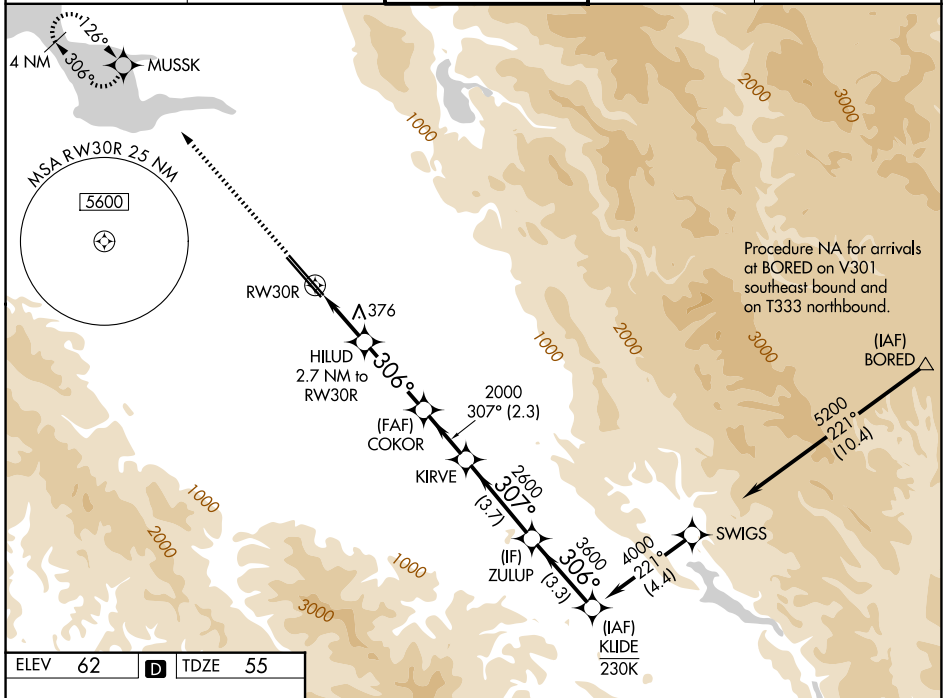 126°
4 NM
306°
MUSSK
MSA RW30R 25 NM
5600
1000
2000
3000
Procedure NA for arrivals
at BORED on V301
southeast bound and
on T333 northbound.
RW30R
376
HILUD
2.7 NM to
RW30R
306°
(FAF)
COKOR
2000
307° (2.3)
1000
2000
3000
(IAF)
BORED
5200
221°
(10.4)
KIRVE
2600
307°
(3.7)
(IF)
ZULUP
3600
306°
(3.3)
4000
221°
(4.4)
SWIGS
(IAF)
KLIDE
230K
1000
2000
1000
3000
ELEV 62 D TDZE 55